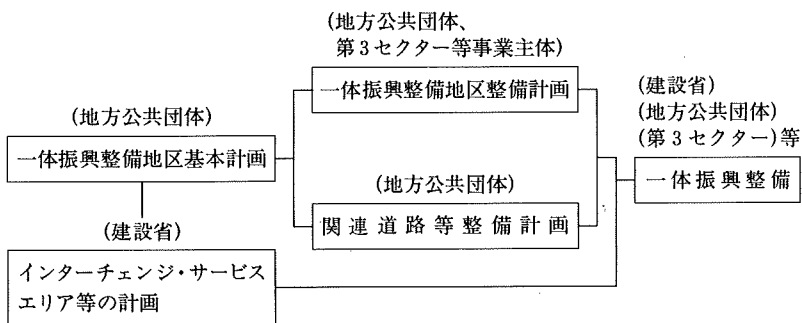 (地方公共団体、
第3セクター等事業主体)
一体振興整備地区整備計画
(地方公共団体)
一体振興整備地区基本計画
(地方公共団体)
関連道路等整備計画
(建設省)
インターチェンジ・サービス
エリア等の計画
(建設省)
(地方公共団体)
(第3セクター)等
一体振興整備